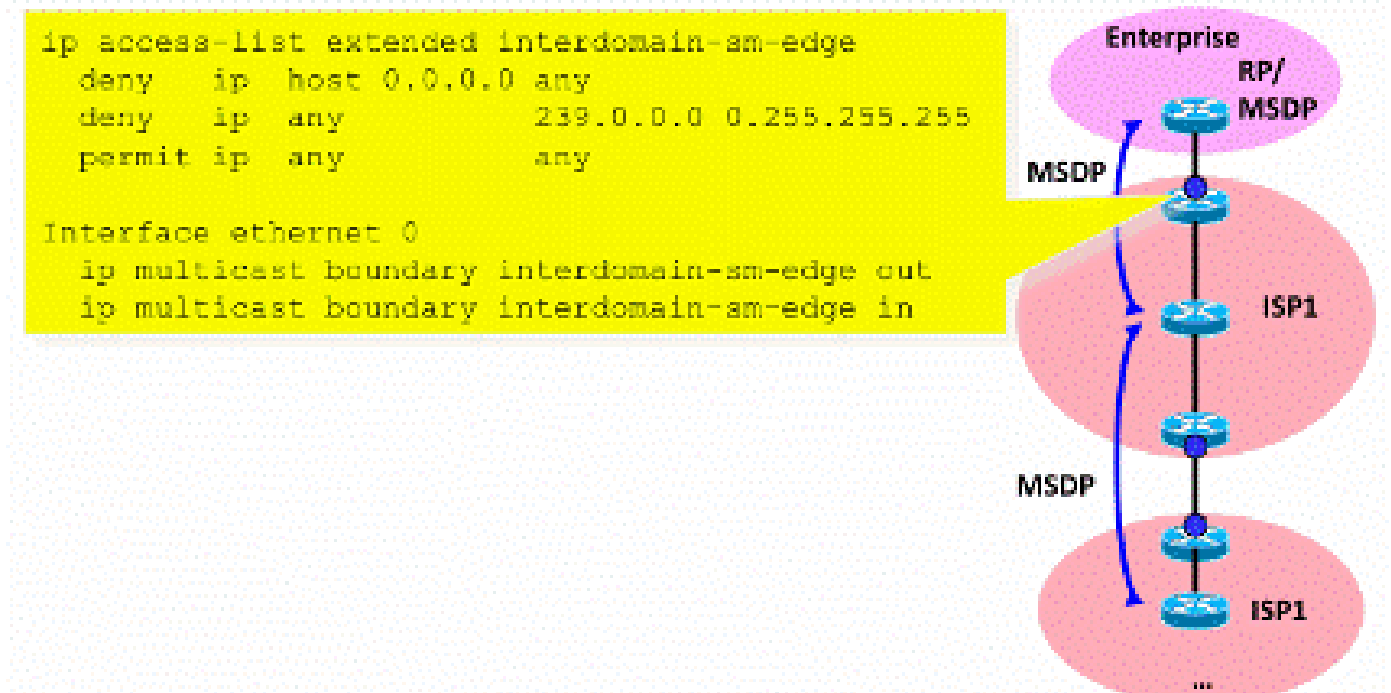 ip access-list extended interdomain-sm-edge
deny ip host 0.0.0.0 any
deny ip any 239.0.0.0 0.255.255.255
permit ip any any
Interface ethernet 0
ip multicast boundary interdomain-sm-edge out
ip multicast boundary interdomain-sm-edge in
Enterprise
RP/
MSDP
MSDP
ISP1
MSDP
ISP1
...